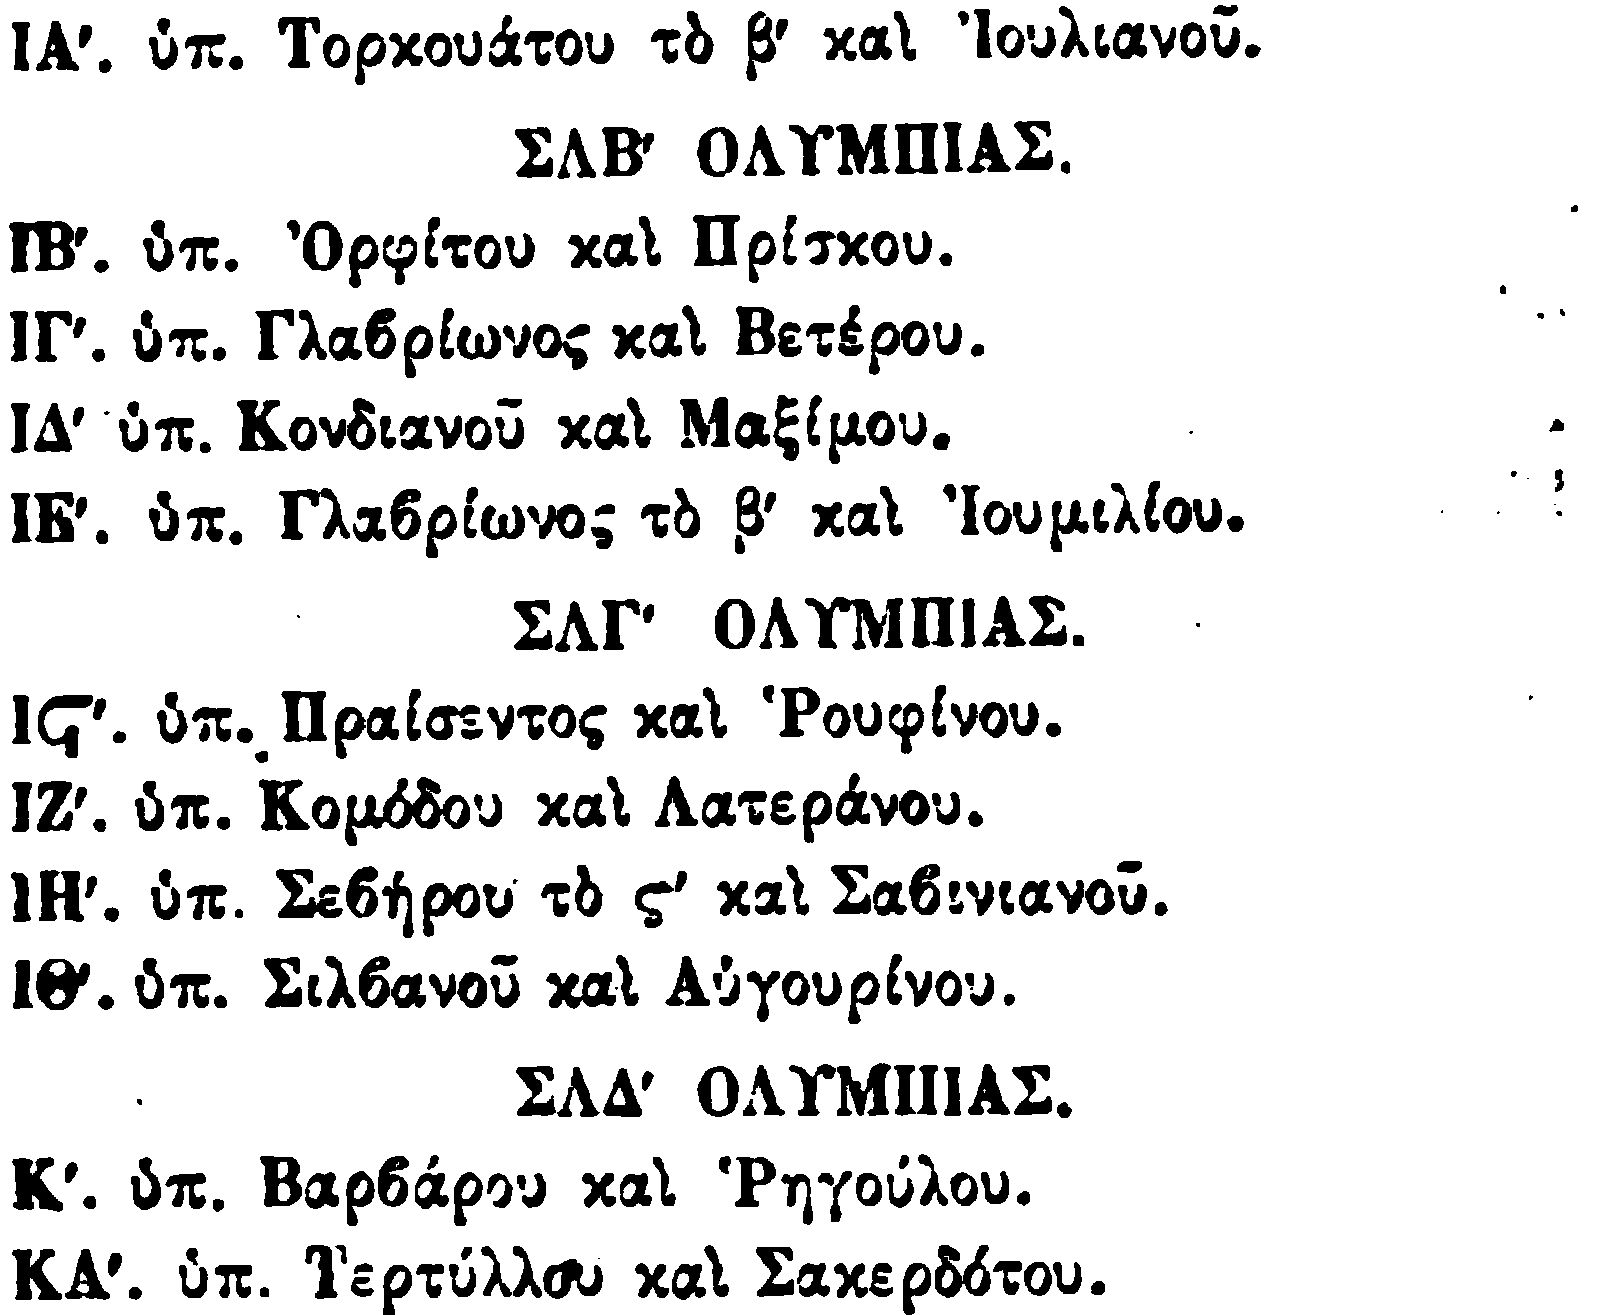 ΙΑ′. ὑπ. Τορκουάτου τὸ β′ καὶ Ἰουλιανοῦ.
ΣΛΒ′ ΟΛΥΜΠΙΑΣ.
ΙΒ′. ὑπ. Ὀρφίτου καὶ Πρίσκου.
ΙΓ′. ὑπ. Γλαϐρίωνος καὶ Βετέρου.
ΙΔ′ ὑπ. Κονδιανοῦ καὶ Μαξίμου.
ΙΕ′. ὑπ. Γλαϐρίωνος τὸ β′ καὶ Ἰουμιλίου.
ΣΛΓ′ ΟΛΥΜΠΙΑΣ.
ΙϚ′. ὑπ. Πραίσεντος καὶ Ῥουφίνου.
ΙΖ′. ὑπ. Κομόδου καὶ Λατεράνου.
ΙΗ′. ὑπ. Σεϐήρου τὸ ϛ′ καὶ Σαϐινιανοῦ.
ΙΘ′. ὑπ. Σιλϐανοῦ καὶ Αὐγουρίνου.
ΣΛΔ′ ΟΛΥΜΠΙΑΣ.
Κ′. ὑπ. Βαρϐάρου καὶ Ῥηγούλου.
ΚΑ′. ὑπ. Τερτύλλου καὶ Σακερδότου.